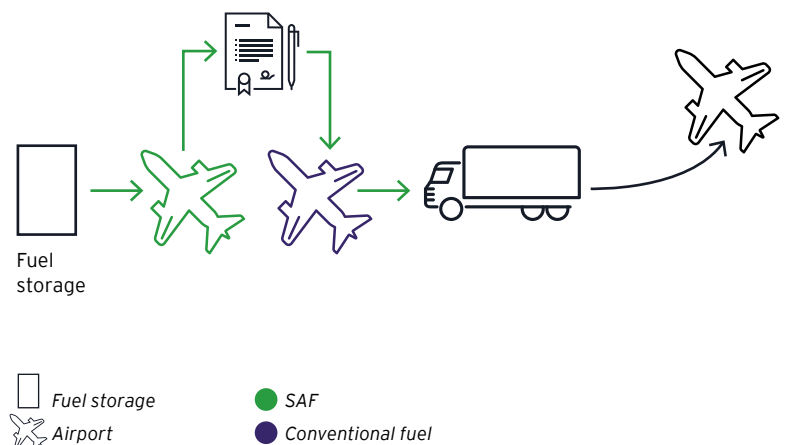 Fuel
storage
Fuel storage
SAF
Airport
Conventional fuel